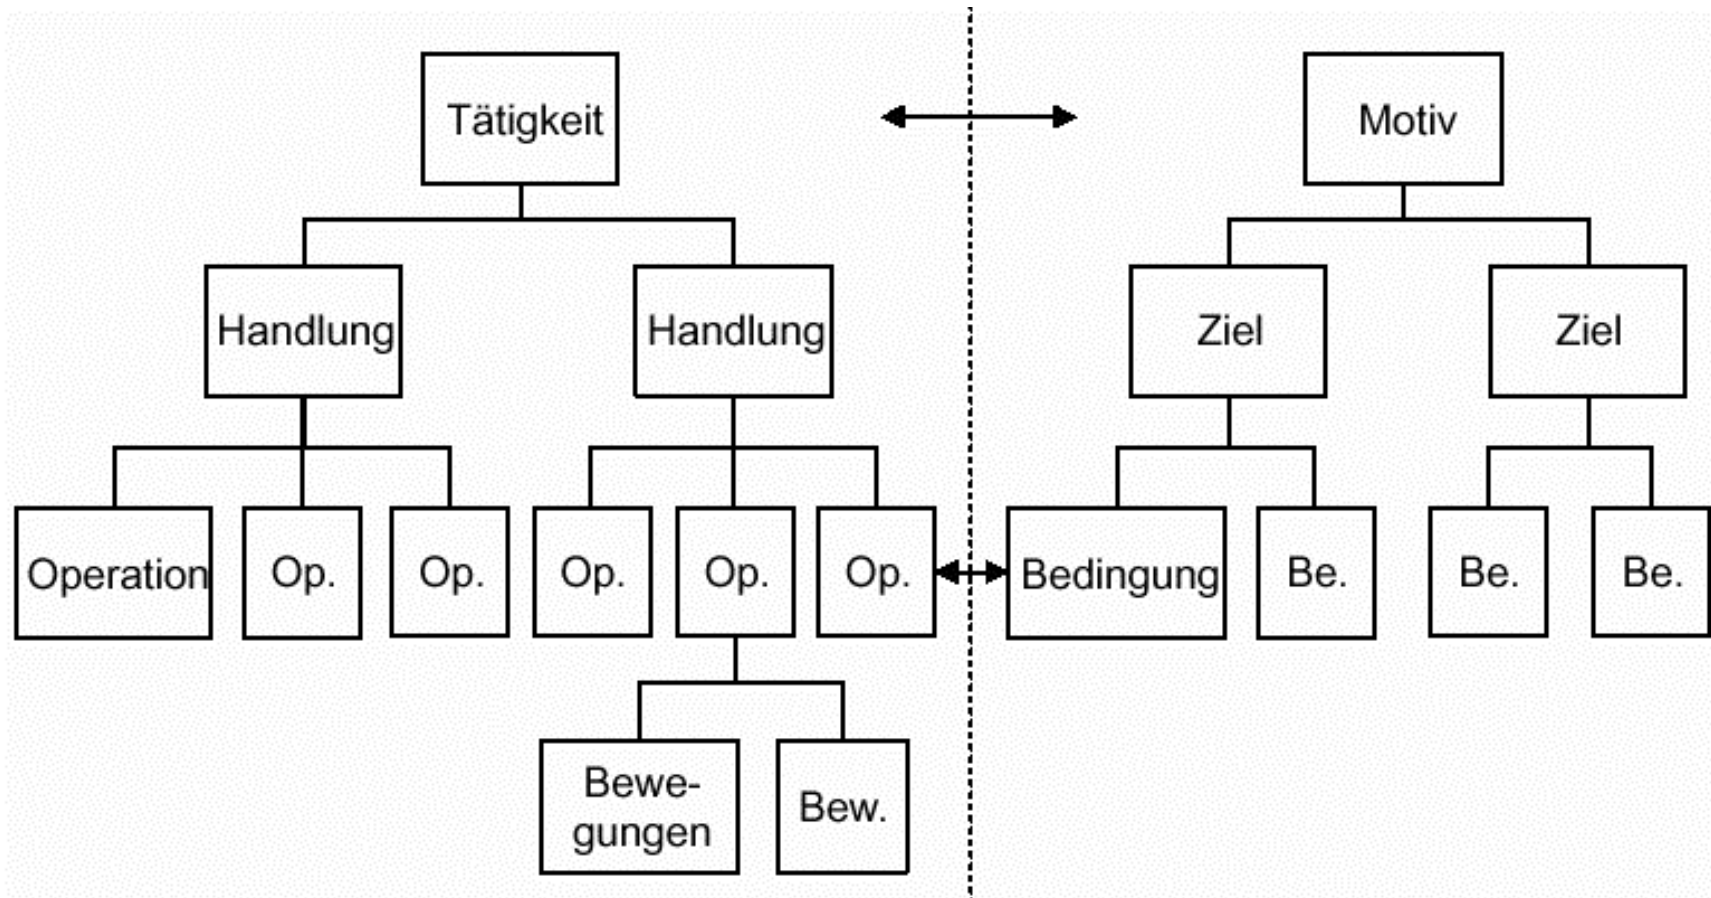 Tätigkeit
Motiv
Handlung
Handlung
Ziel
Ziel
Operation
Op.
Op.
Op.
Op.
Op.
Bedingung
Be.
Be.
Be.
Bewe-
gungen
Bew.